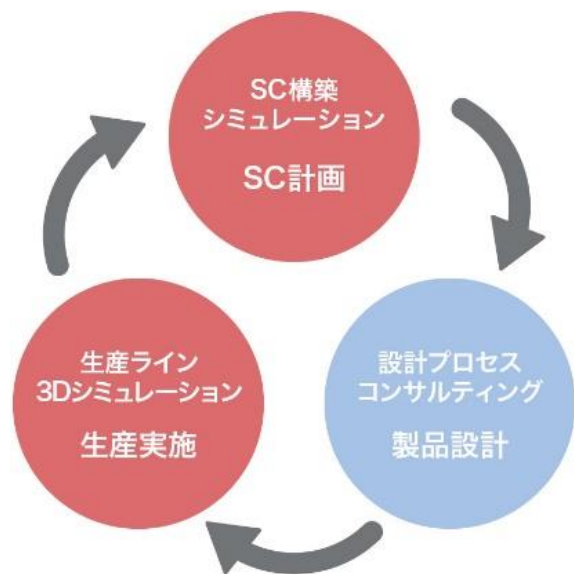 SC構築
シミュレーション
SC計画
生産ライン
3Dシミュレーション
生産実施
設計プロセス
コンサルティング
製品設計